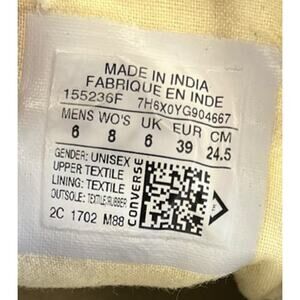 MADE IN INDIA
FABRIQUE EN INDE
155236F 7H6X0YG904667
MENS WO'S UK EUR CM
6 8 6 39 24.5
GENDER: UNISEX
UPPER TEXTILE
LINING: TEXTILE
OUTSOLE: TEXTILE/RUBBER
2C 1702 M88
CONVERSE